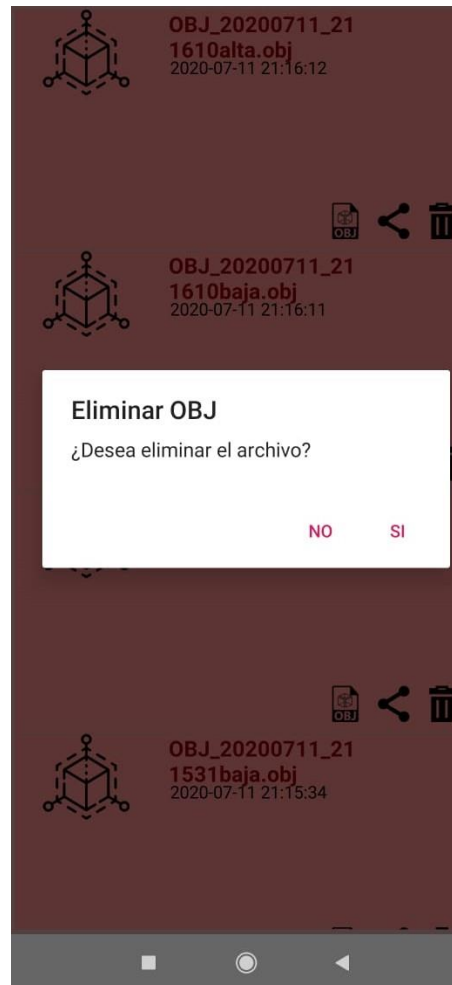 OBJ_20200711_21
1610alta.obj
2020-07-11 21:16:12
OBJ
OBJ_20200711_21
1610baja.obj
2020-07-11 21:16:11
Eliminar OBJ
¿Desea eliminar el archivo?
NO SI
OBJ
OBJ_20200711_21
1531baja.obj
2020-07-11 21:15:34